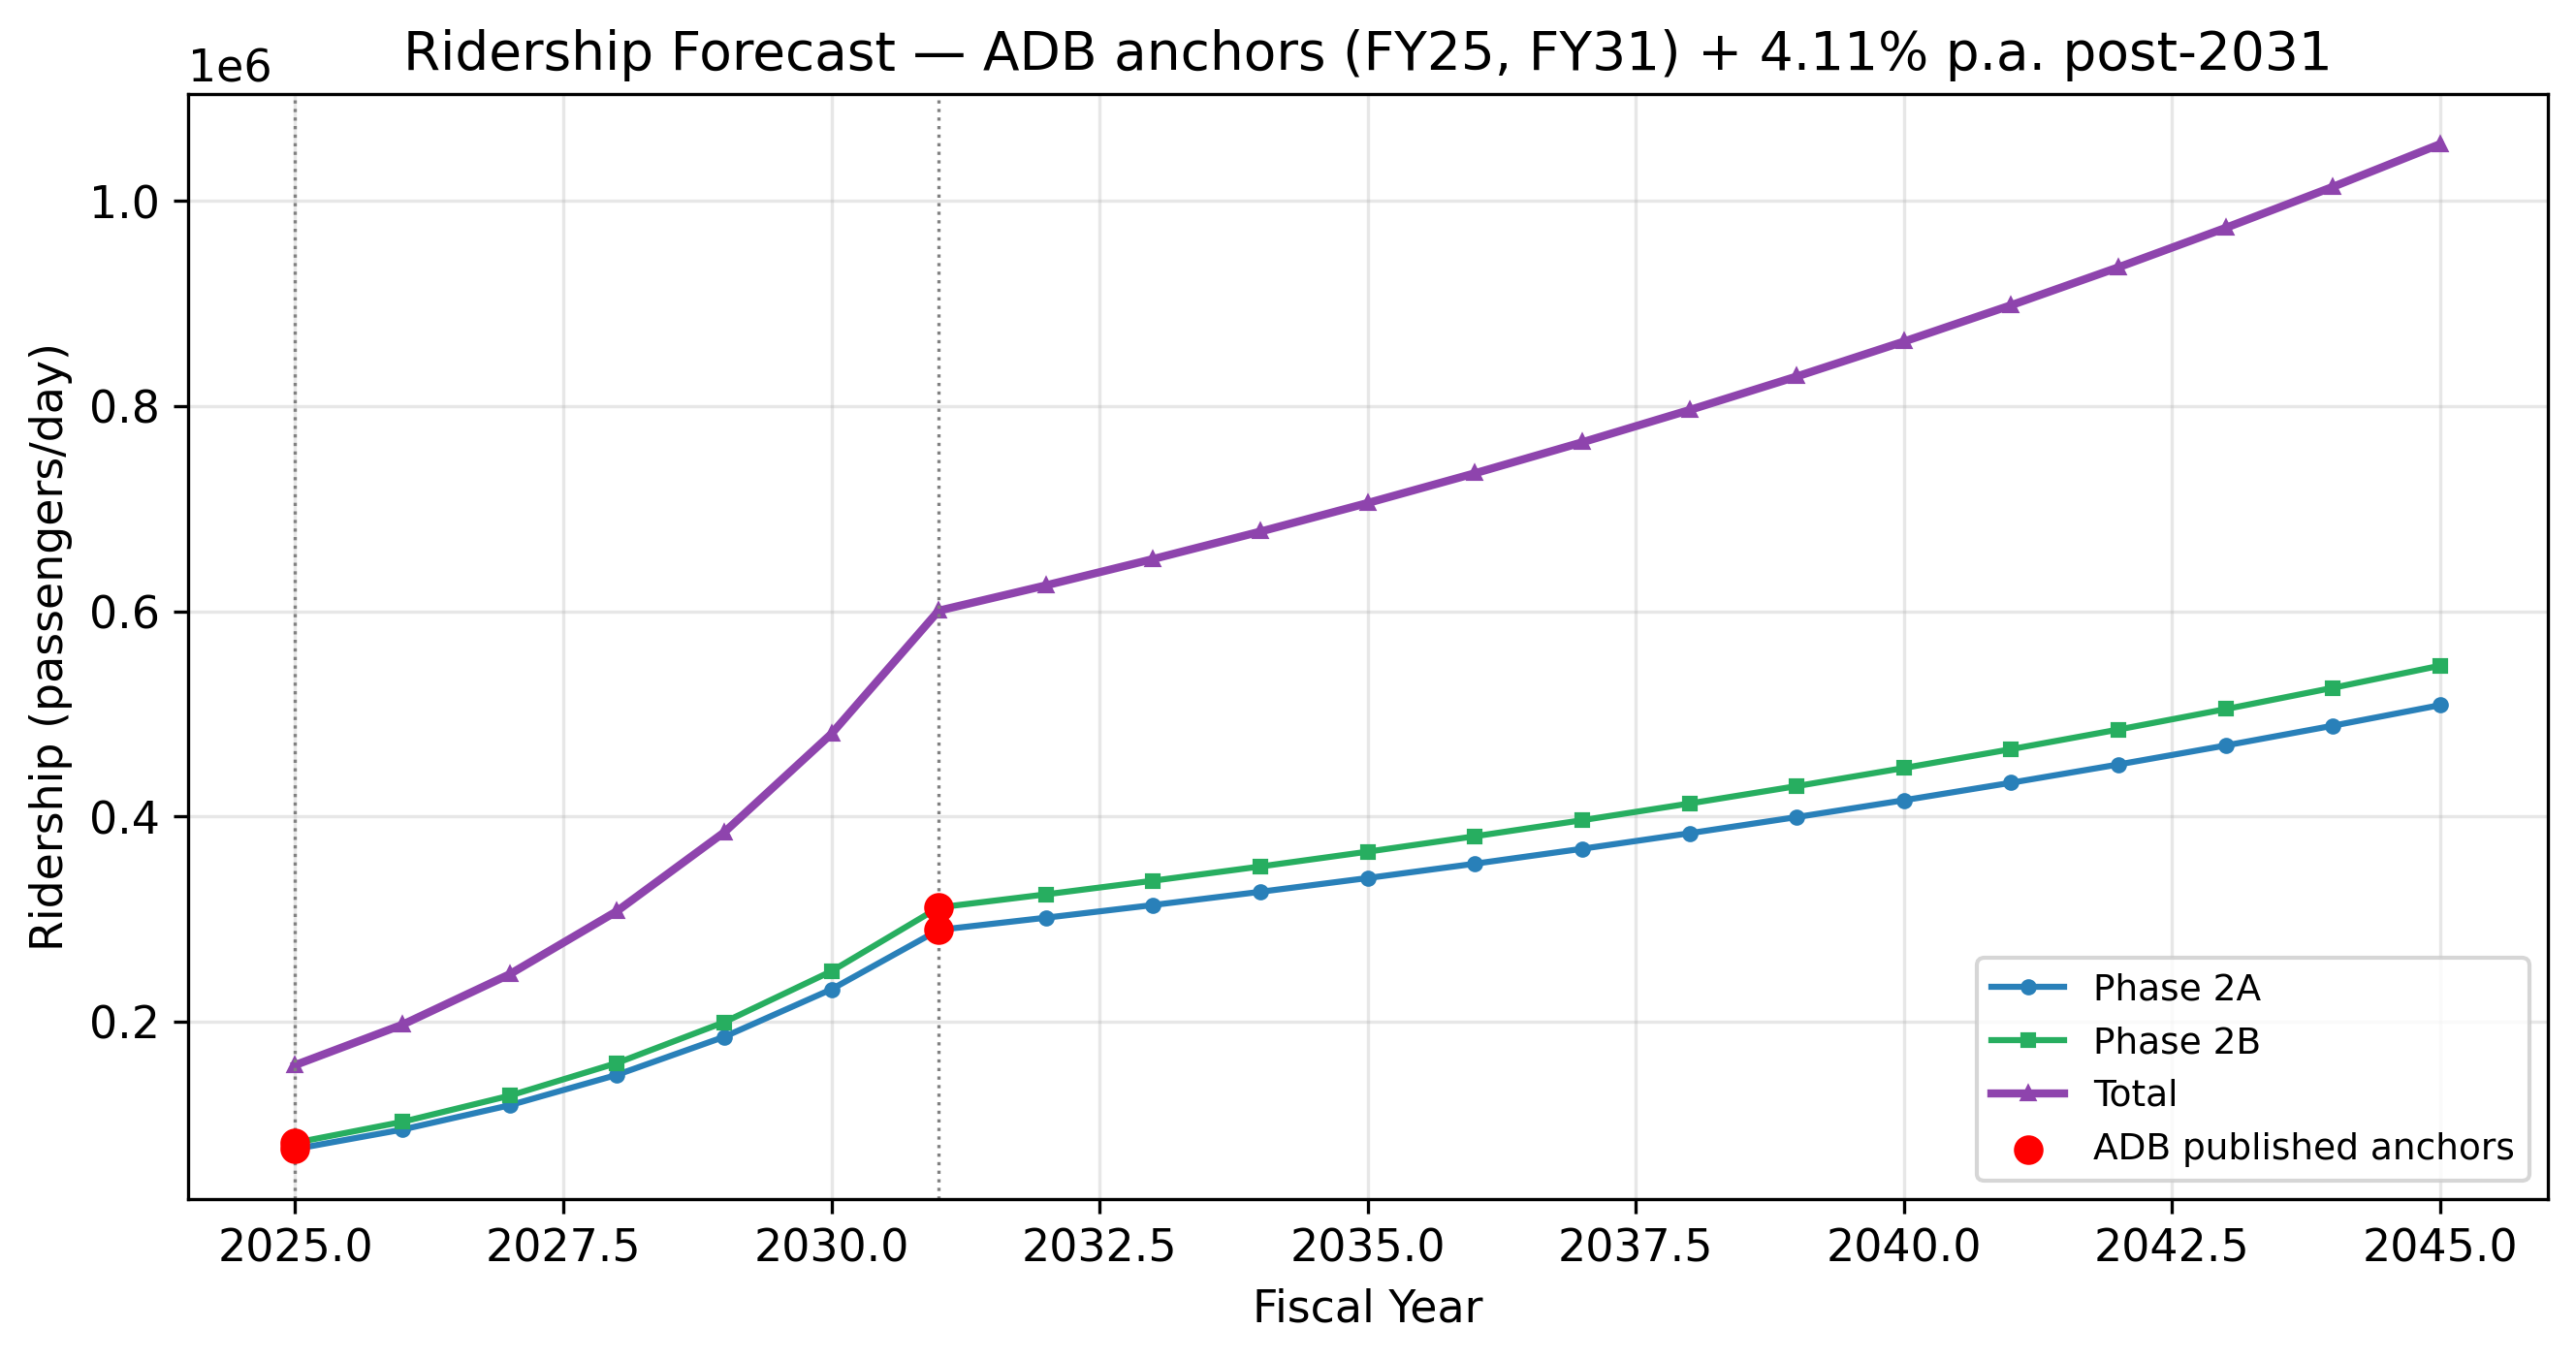 Ridership Forecast — ADB anchors (FY25, FY31) + 4.11% p.a. post-2031
1e6
Ridership (passengers/day)
1.0
0.8
0.6
0.4
0.2
Phase 2A
Phase 2B
Total
ADB published anchors
2025.0 2027.5 2030.0 2032.5 2035.0 2037.5 2040.0 2042.5 2045.0
Fiscal Year